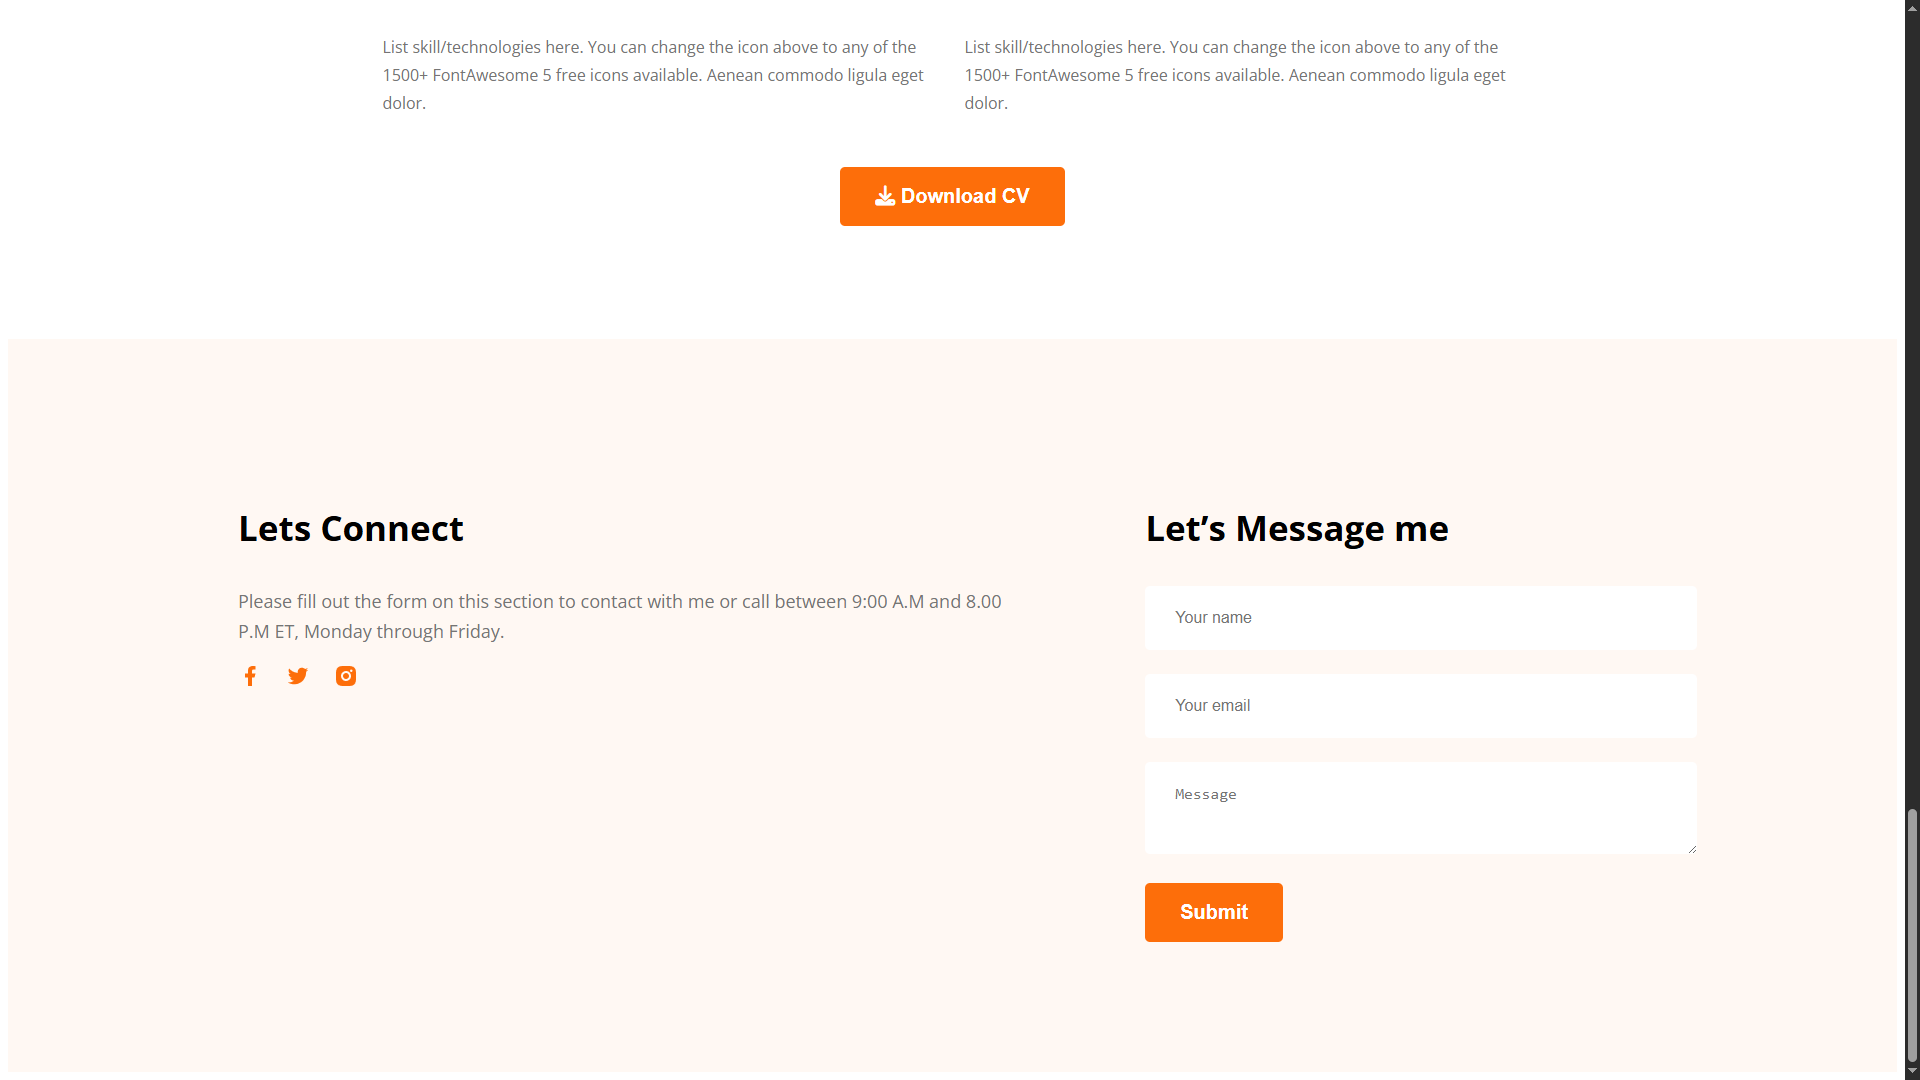 List skill/technologies here. You can change the icon above to any of the
1500+ FontAwesome 5 free icons available. Aenean commodo ligula eget
dolor.
List skill/technologies here. You can change the icon above to any of the
1500+ FontAwesome 5 free icons available. Aenean commodo ligula eget
dolor.
Download CV
Lets Connect
Please fill out the form on this section to contact with me or call between 9:00 A.M and 8.00
P.M ET, Monday through Friday.
Let’s Message me
Your name
Your email
Message
Submit